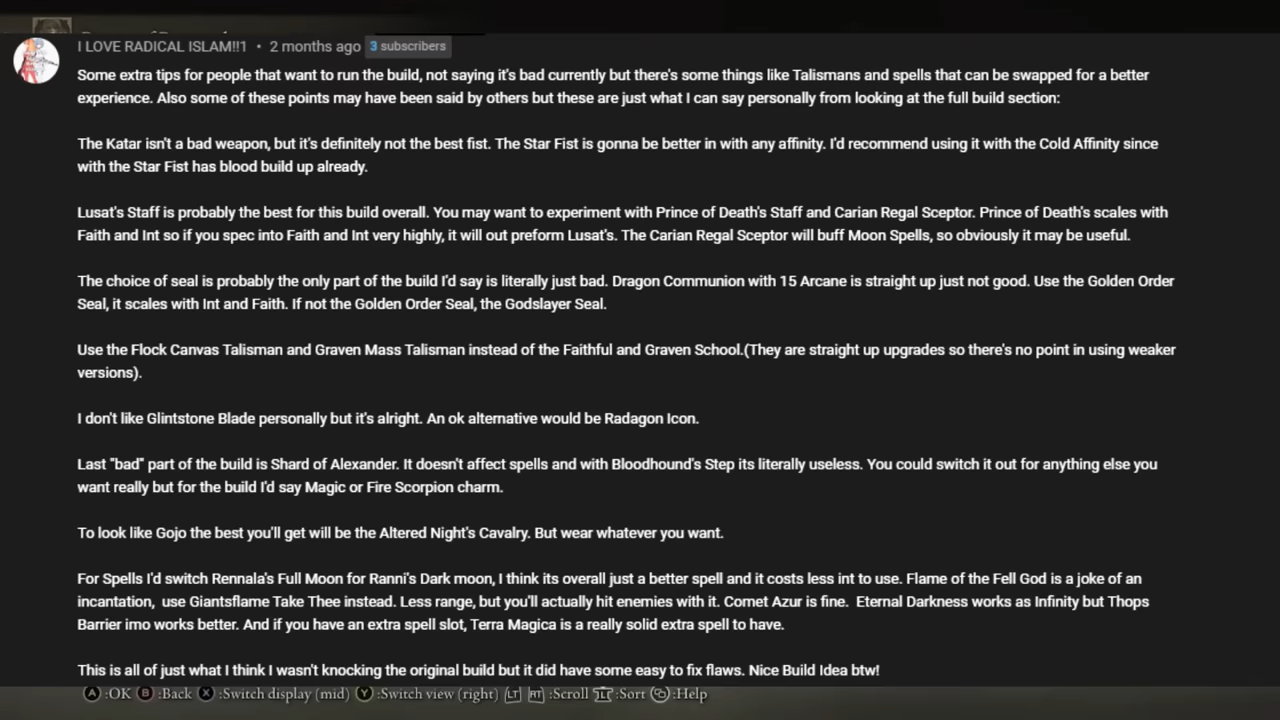 I LOVE RADICAL ISLAM!!1 • 2 months ago 3 subscribers
Some extra tips for people that want to run the build, not saying it's bad currently but there's some things like Talismans and spells that can be swapped for a better
experience. Also some of these points may have been said by others but these are just what I can say personally from looking at the full build section:
The Katar isn't a bad weapon, but it's definitely not the best fist. The Star Fist is gonna be better in with any affinity. I'd recommend using it with the Cold Affinity since
with the Star Fist has blood build up already.
Lusat's Staff is probably the best for this build overall. You may want to experiment with Prince of Death's Staff and Carian Regal Sceptor. Prince of Death's scales with
Faith and Int so if you spec into Faith and Int very highly, it will out preform Lusat's. The Carian Regal Sceptor will buff Moon Spells, so obviously it may be useful.
The choice of seal is probably the only part of the build I'd say is literally just bad. Dragon Communion with 15 Arcane is straight up just not good. Use the Golden Order
Seal, it scales with Int and Faith. If not the Golden Order Seal, the Godslayer Seal.
Use the Flock Canvas Talisman and Graven Mass Talisman instead of the Faithful and Graven School.(They are straight up upgrades so there's no point in using weaker
versions).
I don't like Glintstone Blade personally but it's alright. An ok alternative would be Radagon Icon.
Last "bad" part of the build is Shard of Alexander. It doesn't affect spells and with Bloodhound's Step its literally useless. You could switch it out for anything else you
want really but for the build I'd say Magic or Fire Scorpion charm.
To look like Gojo the best you'll get will be the Altered Night's Cavalry. But wear whatever you want.
For Spells I'd switch Rennala's Full Moon for Ranni's Dark moon, I think its overall just a better spell and it costs less int to use. Flame of the Fell God is a joke of an
incantation, use Giantsflame Take Thee instead. Less range, but you'll actually hit enemies with it. Comet Azur is fine. Eternal Darkness works as Infinity but Thops
Barrier imo works better. And if you have an extra spell slot, Terra Magica is a really solid extra spell to have.
This is all of just what I think I wasn't knocking the original build but it did have some easy to fix flaws. Nice Build Idea btw!
A :OK B :Back X :Switch display (mid) Y :Switch view (right) LT RT :Scroll L :Sort :Help